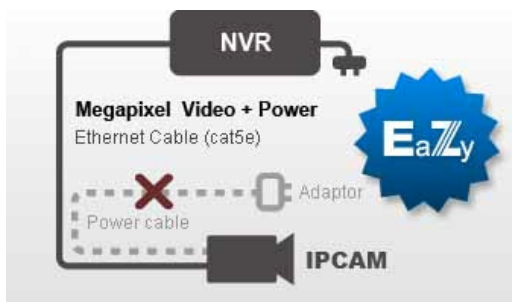 NVR
Megapixel Video + Power
Ethernet Cable (cat5e)
EaZy
Adaptor
Power cable
IPCAM